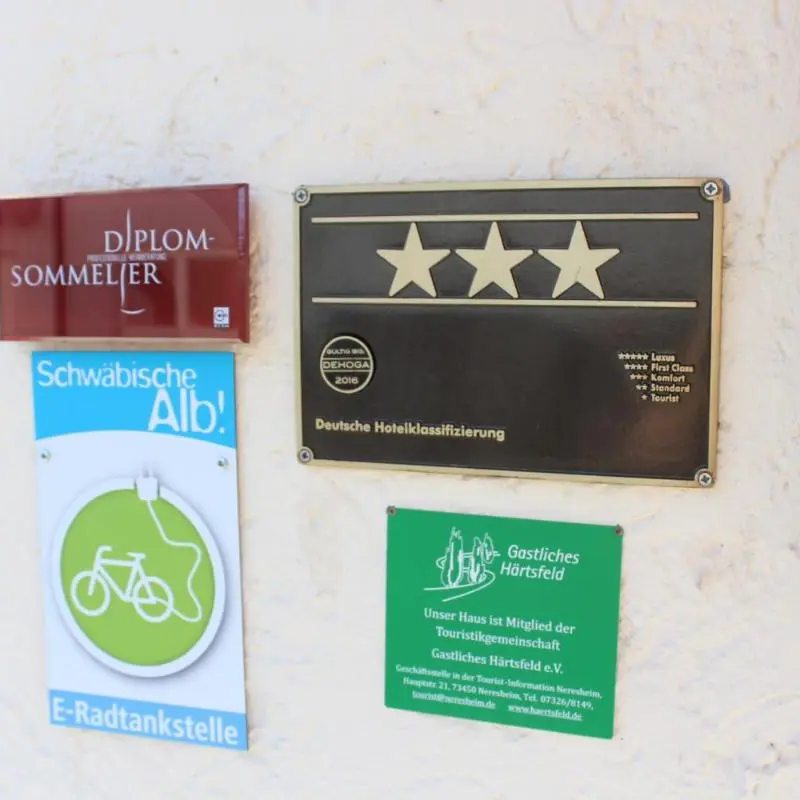 DIPLOM-
PROFESSIONELLE WEINBERATUNG
SOMMELIER
Schwäbische
Alb!
E-Radtankstelle
GÜLTIG BIS:
DEHOGA
2016
Deutsche Hotelklassifizierung
***** Luxus
**** First Class
*** Komfort
** Standard
* Tourist
Gastliches
Härtsfeld
Unser Haus ist Mitglied der
Touristikgemeinschaft
Gastliches Härtsfeld e.V.
Geschäftsstelle in der Tourist-Information Neresheim,
Hauptstr. 21, 73450 Neresheim, Tel. 07326/8149,
tourist@neresheim.de www.haertsfeld.de